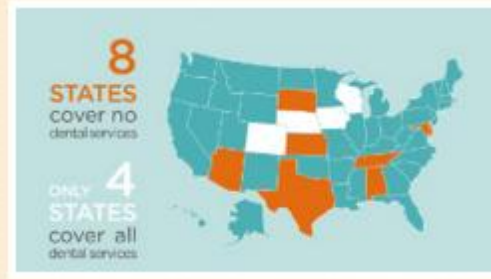 8
STATES
cover no
dental services
ONLY 4
STATES
cover all
dental services